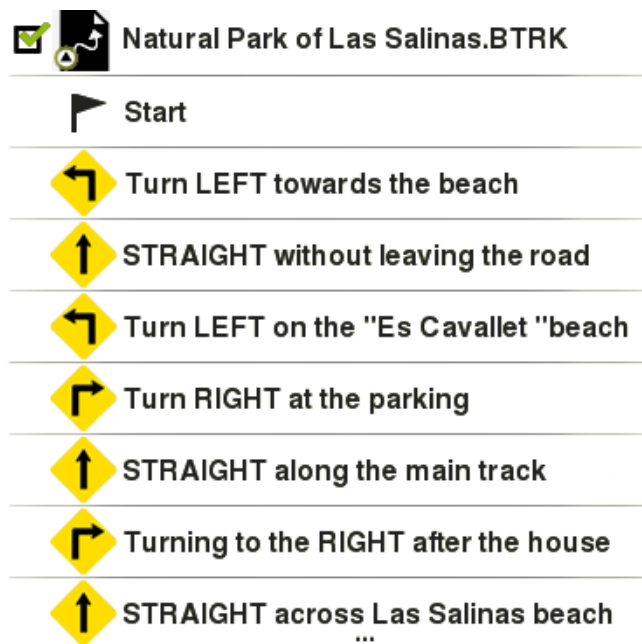 Natural Park of Las Salinas.BTRK
Start
Turn LEFT towards the beach
STRAIGHT without leaving the road
Turn LEFT on the "Es Cavallet "beach
Turn RIGHT at the parking
STRAIGHT along the main track
Turning to the RIGHT after the house
STRAIGHT across Las Salinas beach
...